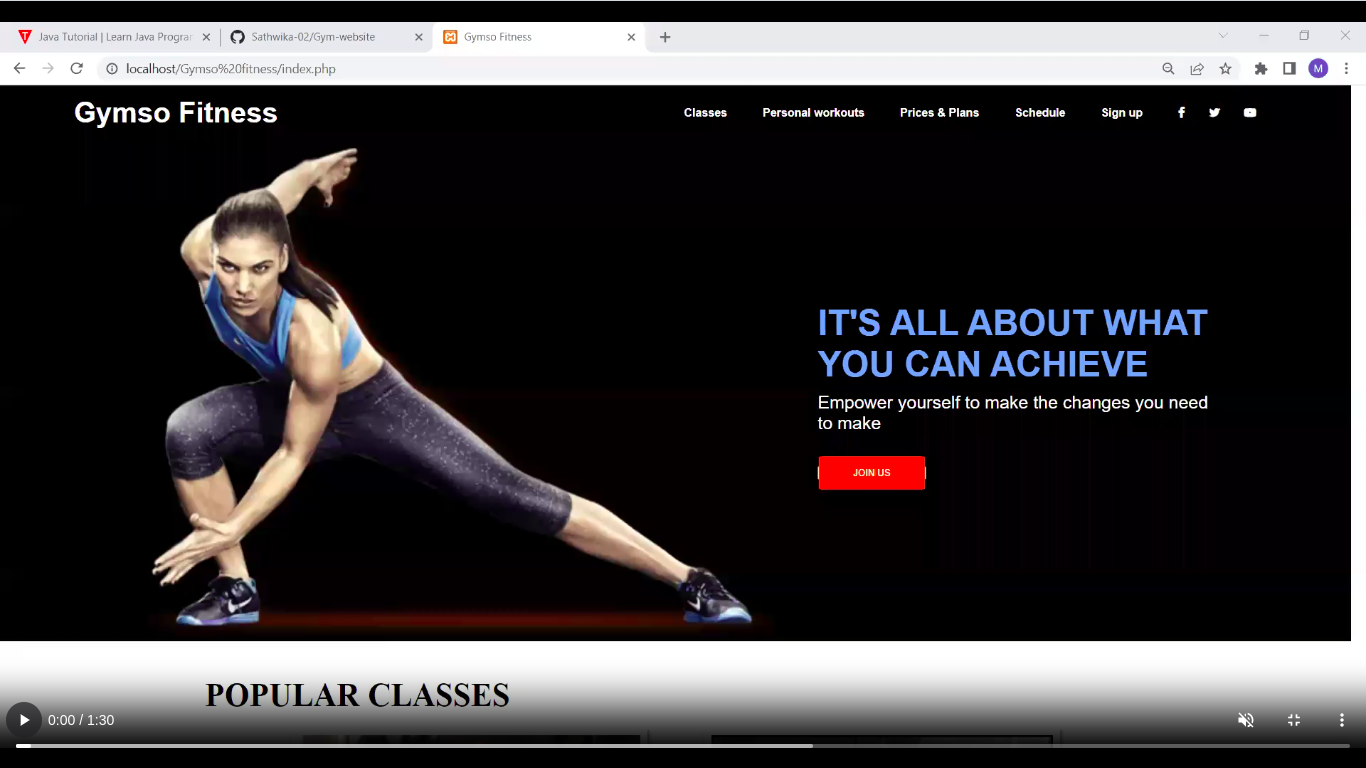 Java Tutorial | Learn Java Progra
Sathwika-02/Gym-website
Gymso Fitness
localhost/Gymso%20fitness/index.php
M
Gymso Fitness
Classes
Personal workouts
Prices & Plans
Schedule
Sign up
IT'S ALL ABOUT WHAT
YOU CAN ACHIEVE
Empower yourself to make the changes you need
to make
JOIN US
POPULAR CLASSES
0:00 / 1:30